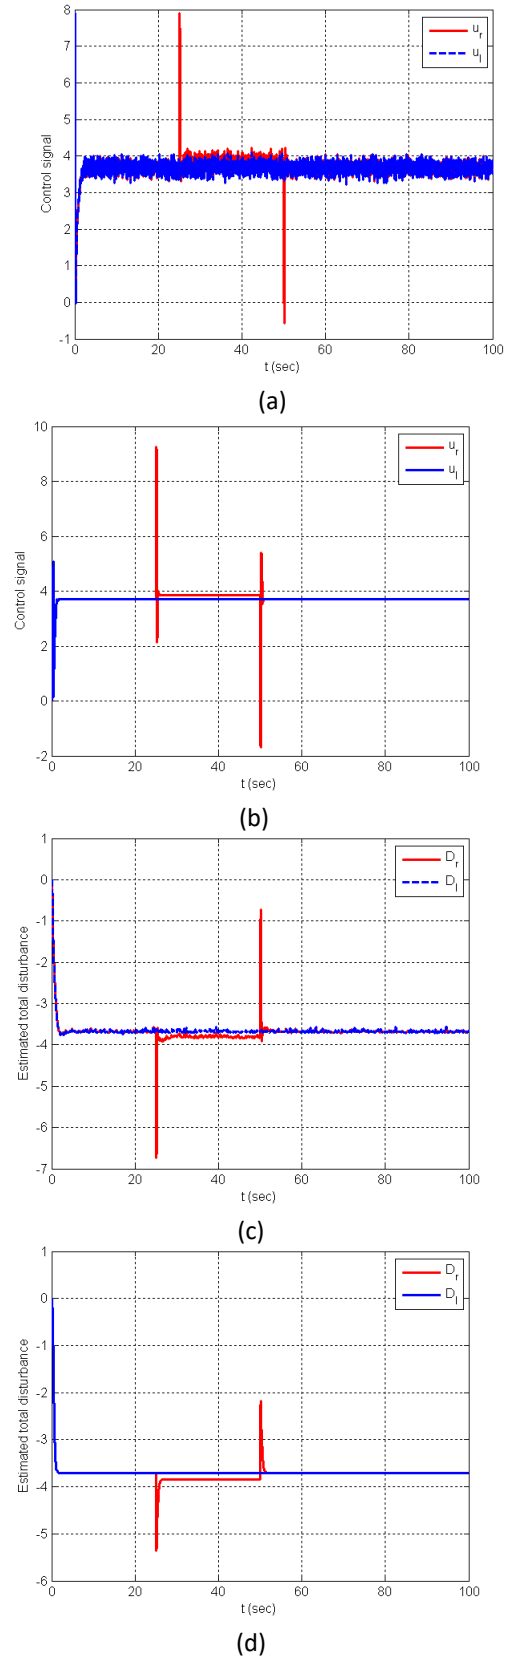 8
7
6
5
4
3
2
1
0
-1
Control signal
u_r
u_l
0 20 40 60 80 100
t (sec)
(a)
10
8
6
4
2
0
-2
Control signal
u_r
u_l
0 20 40 60 80 100
t (sec)
(b)
1
0
-1
-2
-3
-4
-5
-6
-7
Estimated total disturbance
D_r
D_l
0 20 40 60 80 100
t (sec)
(c)
1
0
-1
-2
-3
-4
-5
-6
Estimated total disturbance
D_r
D_l
0 20 40 60 80 100
t (sec)
(d)